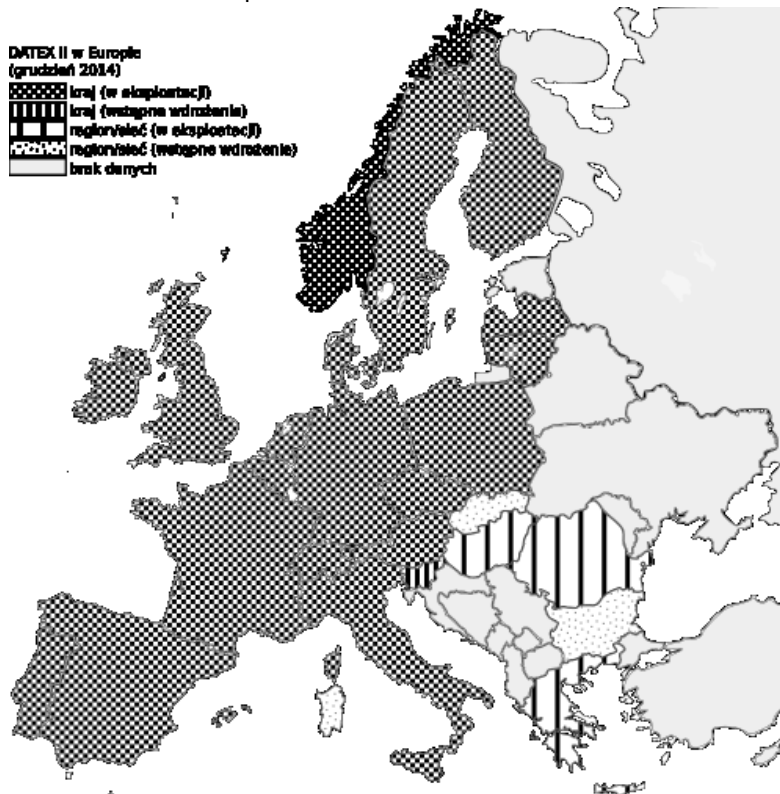 DATEX II w Europie
(grudzień 2014)
kraj (w eksploatacji)
kraj (wstępne wdrożenie)
region/sieć (w eksploatacji)
region/sieć (wstępne wdrożenie)
brak danych